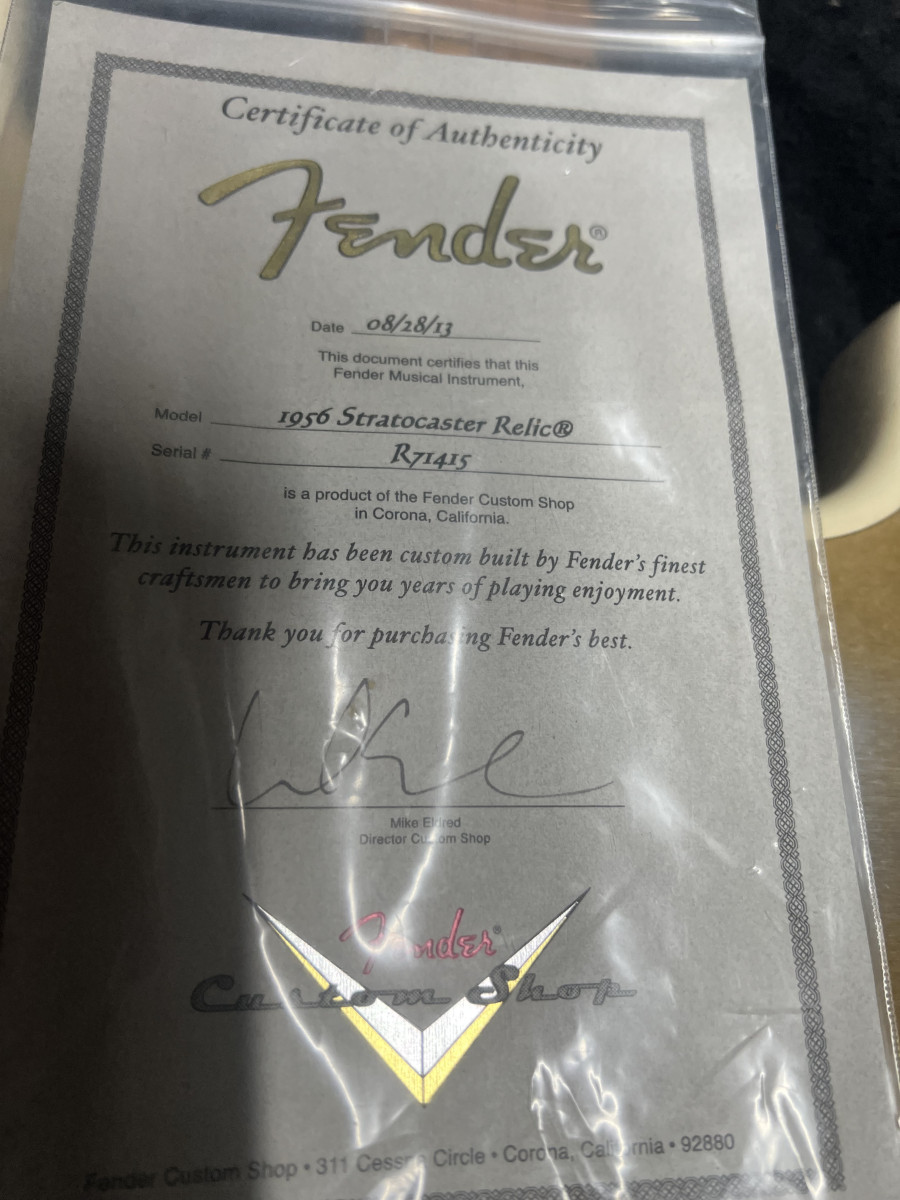 Certificate of Authenticity
Fender®
Date 08/28/13
This document certifies that this
Fender Musical Instrument,
Model 1956 Stratocaster Relic®
Serial # R71415
is a product of the Fender Custom Shop
in Corona, California.
This instrument has been custom built by Fender's finest
craftsmen to bring you years of playing enjoyment.
Thank you for purchasing Fender's best.
Mike Eldred
Director Custom Shop
Fender®
Custom Shop
Fender Custom Shop • 311 Cessna Circle • Corona, California • 92880